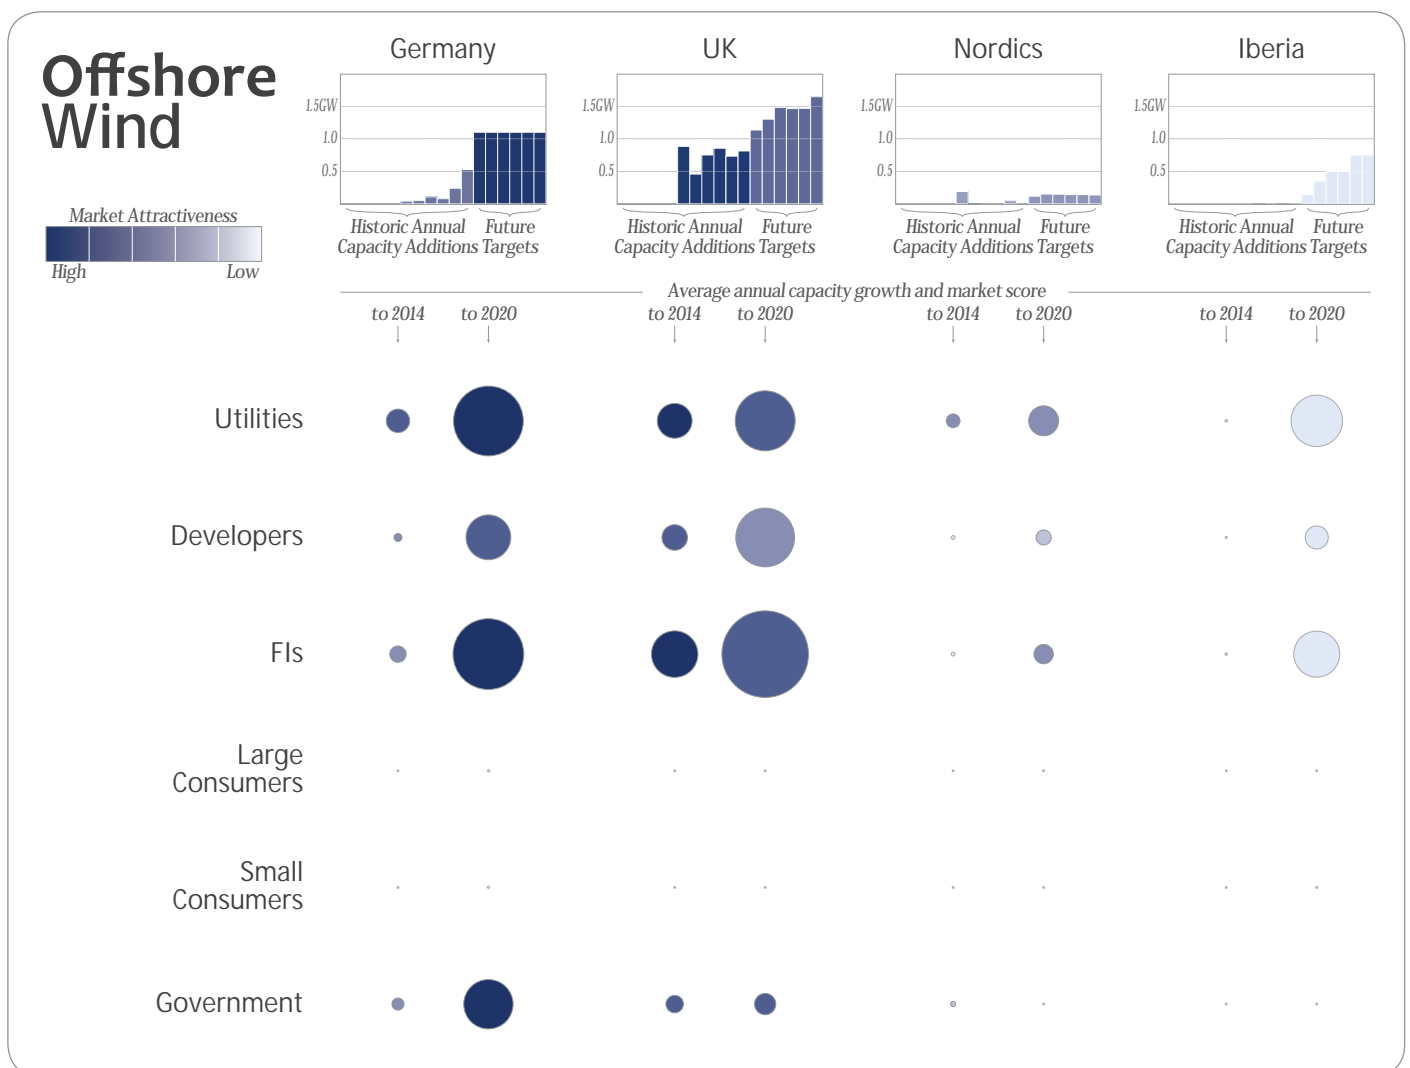 Offshore
Wind
Market Attractiveness
High Low
Germany
1.5GW
1.0
0.5
Historic Annual Future
Capacity Additions Targets
UK
1.5GW
1.0
0.5
Historic Annual Future
Capacity Additions Targets
Nordics
1.5GW
1.0
0.5
Historic Annual Future
Capacity Additions Targets
Iberia
1.5GW
1.0
0.5
Historic Annual Future
Capacity Additions Targets
Average annual capacity growth and market score
to 2014 to 2020 to 2014 to 2020 to 2014 to 2020 to 2014 to 2020
Utilities
Developers
FIs
Large
Consumers
Small
Consumers
Government